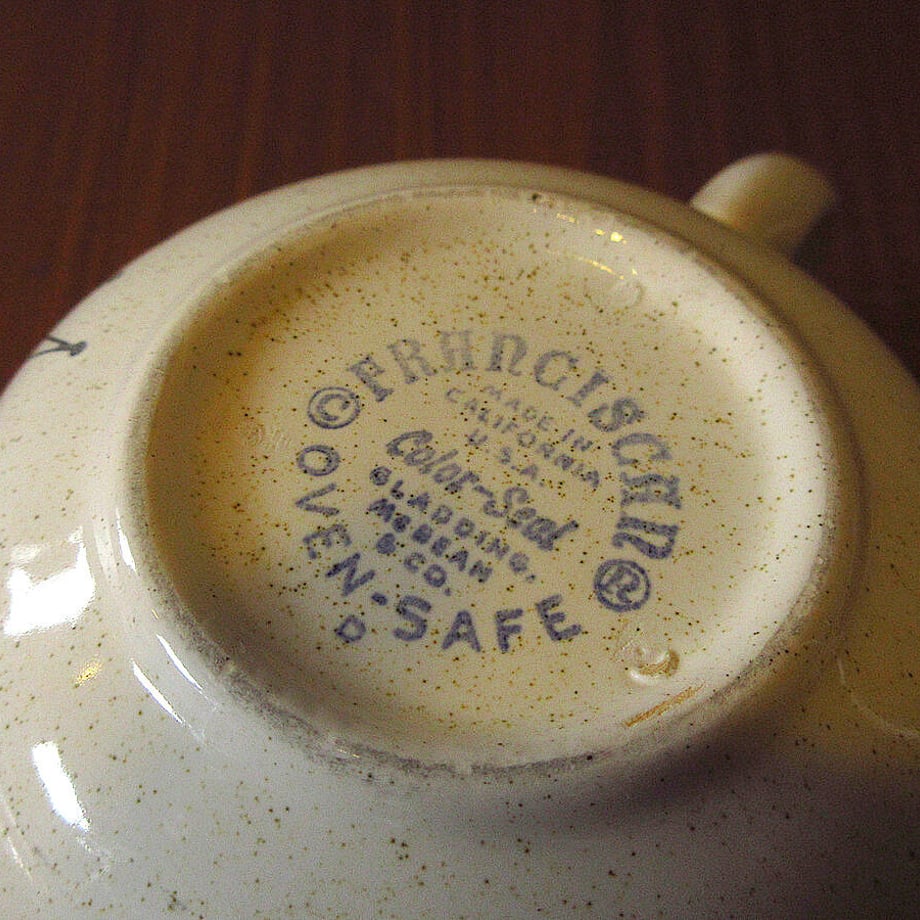 © FRANCISCAN ®
MADE IN
CALIFORNIA
U.S.A.
Color-Seal
GLADDING,
McBEAN
& CO.
OVEN-SAFE
D